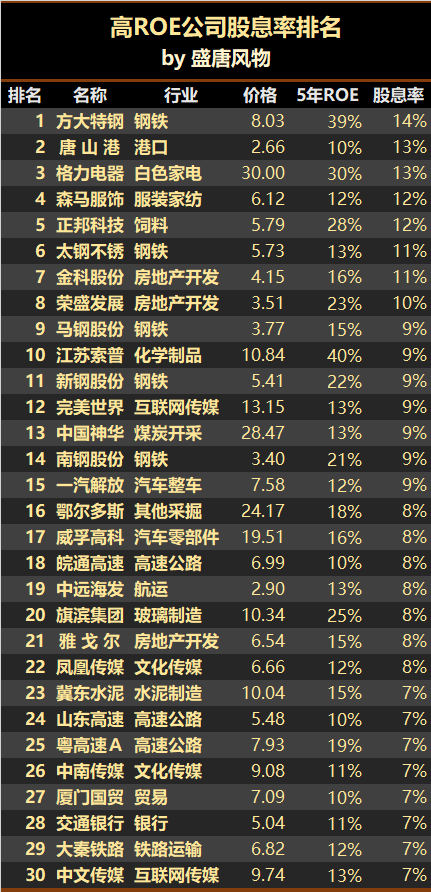 高ROE公司股息率排名
by 盛唐风物
排名 名称 行业 价格 5年ROE 股息率
1 方大特钢 钢铁 8.03 39% 14%
2 唐 山 港 港口 2.66 10% 13%
3 格力电器 白色家电 30.00 30% 13%
4 森马服饰 服装家纺 6.12 12% 12%
5 正邦科技 饲料 5.79 28% 12%
6 太钢不锈 钢铁 5.73 13% 11%
7 金科股份 房地产开发 4.15 16% 11%
8 荣盛发展 房地产开发 3.51 23% 10%
9 马钢股份 钢铁 3.77 15% 9%
10 江苏索普 化学制品 10.84 40% 9%
11 新钢股份 钢铁 5.41 22% 9%
12 完美世界 互联网传媒 13.15 13% 9%
13 中国神华 煤炭开采 28.47 13% 9%
14 南钢股份 钢铁 3.40 21% 9%
15 一汽解放 汽车整车 7.58 12% 9%
16 鄂尔多斯 其他采掘 24.17 18% 8%
17 威孚高科 汽车零部件 19.51 16% 8%
18 皖通高速 高速公路 6.99 10% 8%
19 中远海发 航运 2.90 13% 8%
20 旗滨集团 玻璃制造 10.34 25% 8%
21 雅 戈 尔 房地产开发 6.54 15% 8%
22 凤凰传媒 文化传媒 6.66 12% 8%
23 冀东水泥 水泥制造 10.04 15% 7%
24 山东高速 高速公路 5.48 10% 7%
25 粤高速A 高速公路 7.93 19% 7%
26 中南传媒 文化传媒 9.08 11% 7%
27 厦门国贸 贸易 7.09 10% 7%
28 交通银行 银行 5.04 11% 7%
29 大秦铁路 铁路运输 6.82 12% 7%
30 中文传媒 互联网传媒 9.74 13% 7%